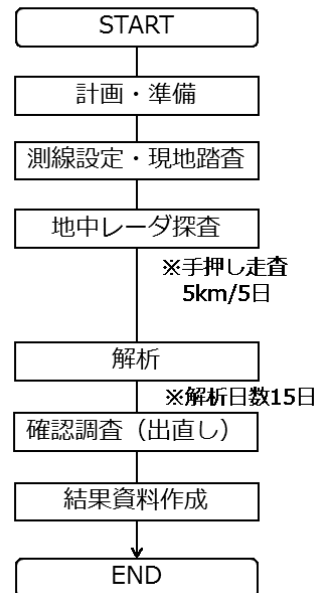 START
計画・準備
測線設定・現地踏査
地中レーダ探査
※手押し走査
5km/5日
解析
※解析日数15日
確認調査（出直し）
結果資料作成
END